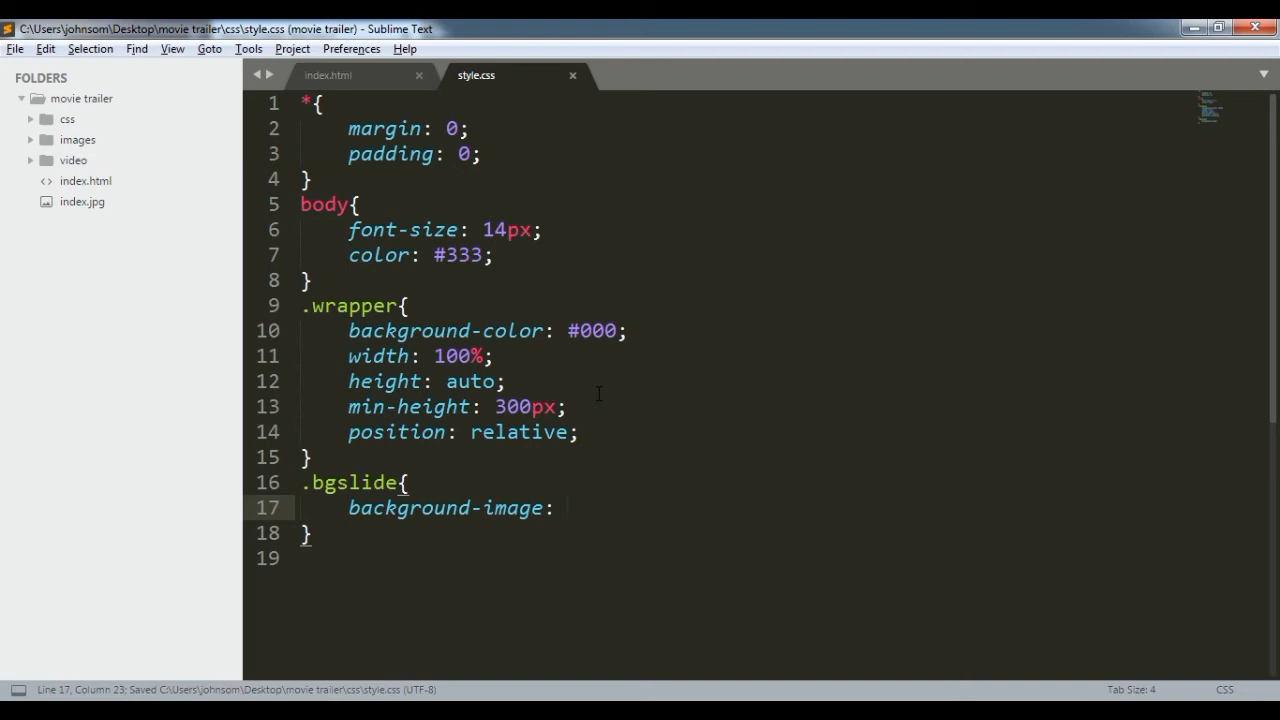 C:\Users\johnsom\Desktop\movie trailer\css\style.css (movie trailer) - Sublime Text
File Edit Selection Find View Goto Tools Project Preferences Help
FOLDERS
movie trailer
css
images
video
index.html
index.jpg
index.html
style.css
1 *{
2 margin: 0;
3 padding: 0;
4 }
5 body{
6 font-size: 14px;
7 color: #333;
8 }
9 .wrapper{
10 background-color: #000;
11 width: 100%;
12 height: auto;
13 min-height: 300px;
14 position: relative;
15 }
16 .bgslide{
17 background-image:
18 }
19
Line 17, Column 23; Saved C:\Users\johnsom\Desktop\movie trailer\css\style.css (UTF-8)
Tab Size: 4
CSS